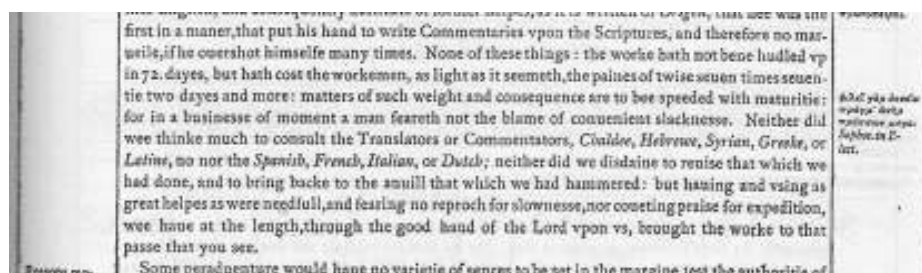 first in a maner,that put his hand to write Commentaries vpon the Scriptures, and therefore no mar-
ueile,if he ouershot himselfe many times. None of these things : the worke hath not bene hudled vp
in 72. dayes, but hath cost the workemen, as light as it seemeth,the paines of twise seuen times seuen-
tie two dayes and more: matters of such weight and consequence are to bee speeded with maturitie:
for in a businesse of moment a man feareth not the blame of conuenient slacknesse. Neither did
wee thinke much to consult the Translators or Commentators, Chaldee, Hebrewe, Syrian, Greeke, or
Latine, no nor the Spanish, French, Italian, or Dutch; neither did we disdaine to reuise that which we
had done, and to bring backe to the anuill that which we had hammered: but hauing and vsing as
great helpes as were needfull,and fearing no reproch for slownesse,nor coueting praise for expedition,
wee haue at the length,through the good hand of the Lord vpon vs, brought the worke to that
passe that you see.
Some peraduenture would haue no varietie of sences to be set in the margine, lest the authoritie of
Sophoc. in E-
lect.